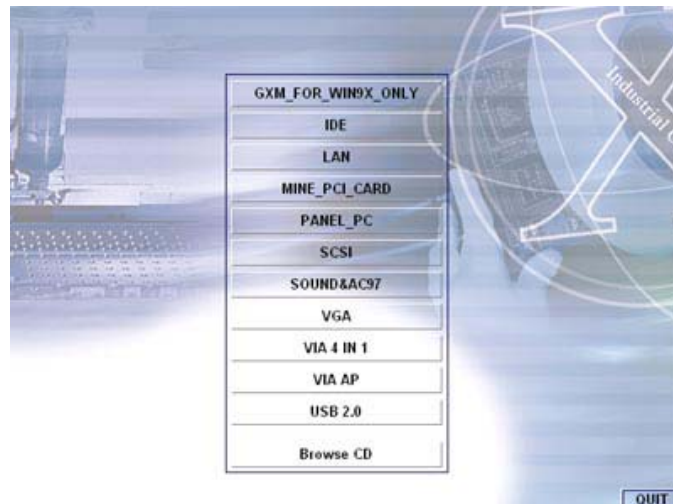 GXM_FOR_WIN9X_ONLY
IDE
LAN
MINE_PCI_CARD
PANEL_PC
SCSI
SOUND&AC97
VGA
VIA 4 IN 1
VIA AP
USB 2.0
Browse CD
QUIT
Industrial